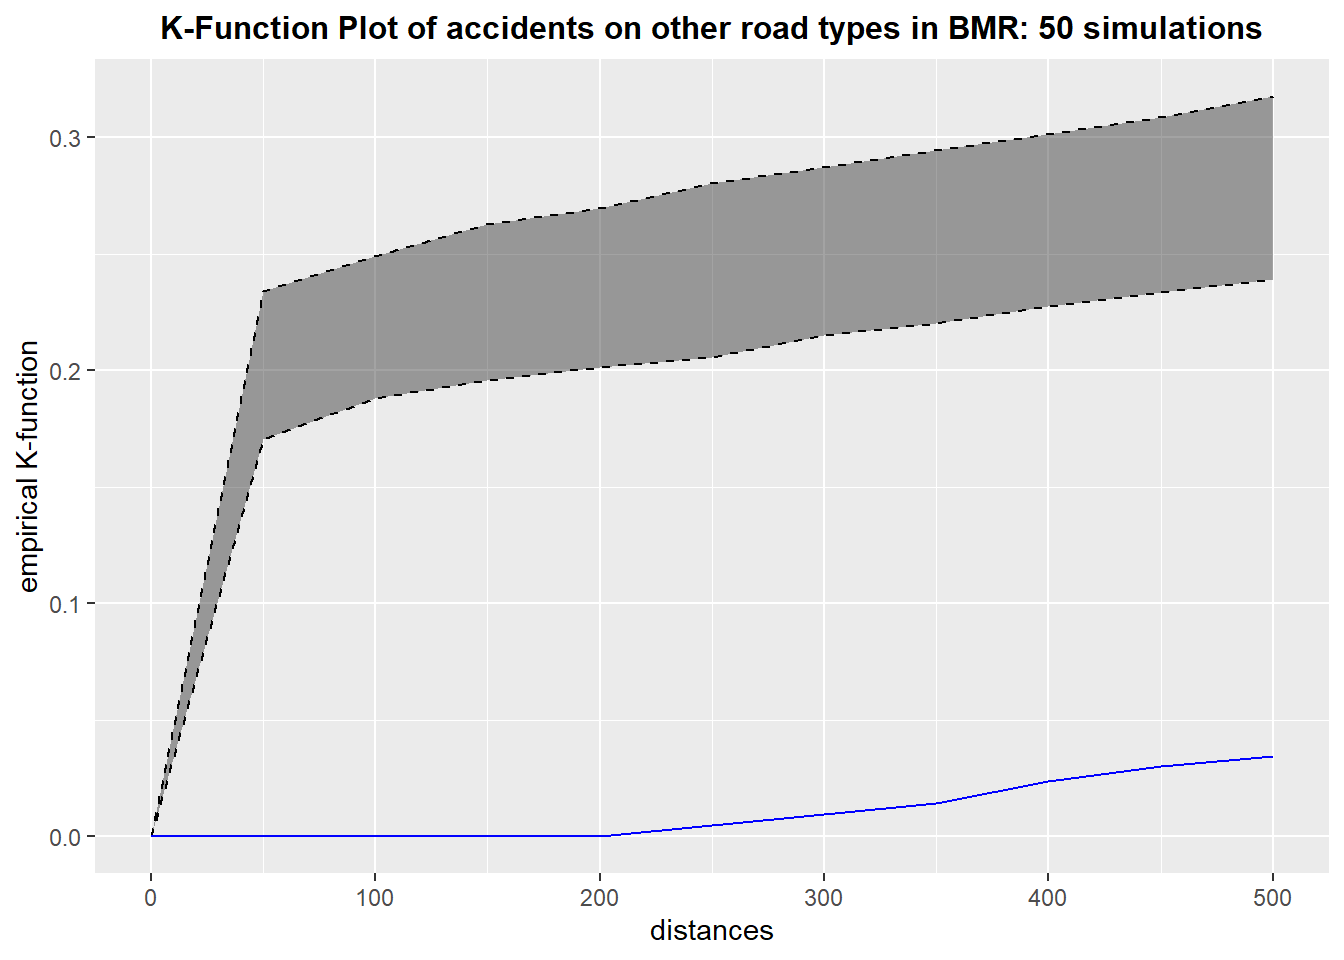 K-Function Plot of accidents on other road types in BMR: 50 simulations
empirical K-function
0.3
0.2
0.1
0.0
0 100 200 300 400 500
distances